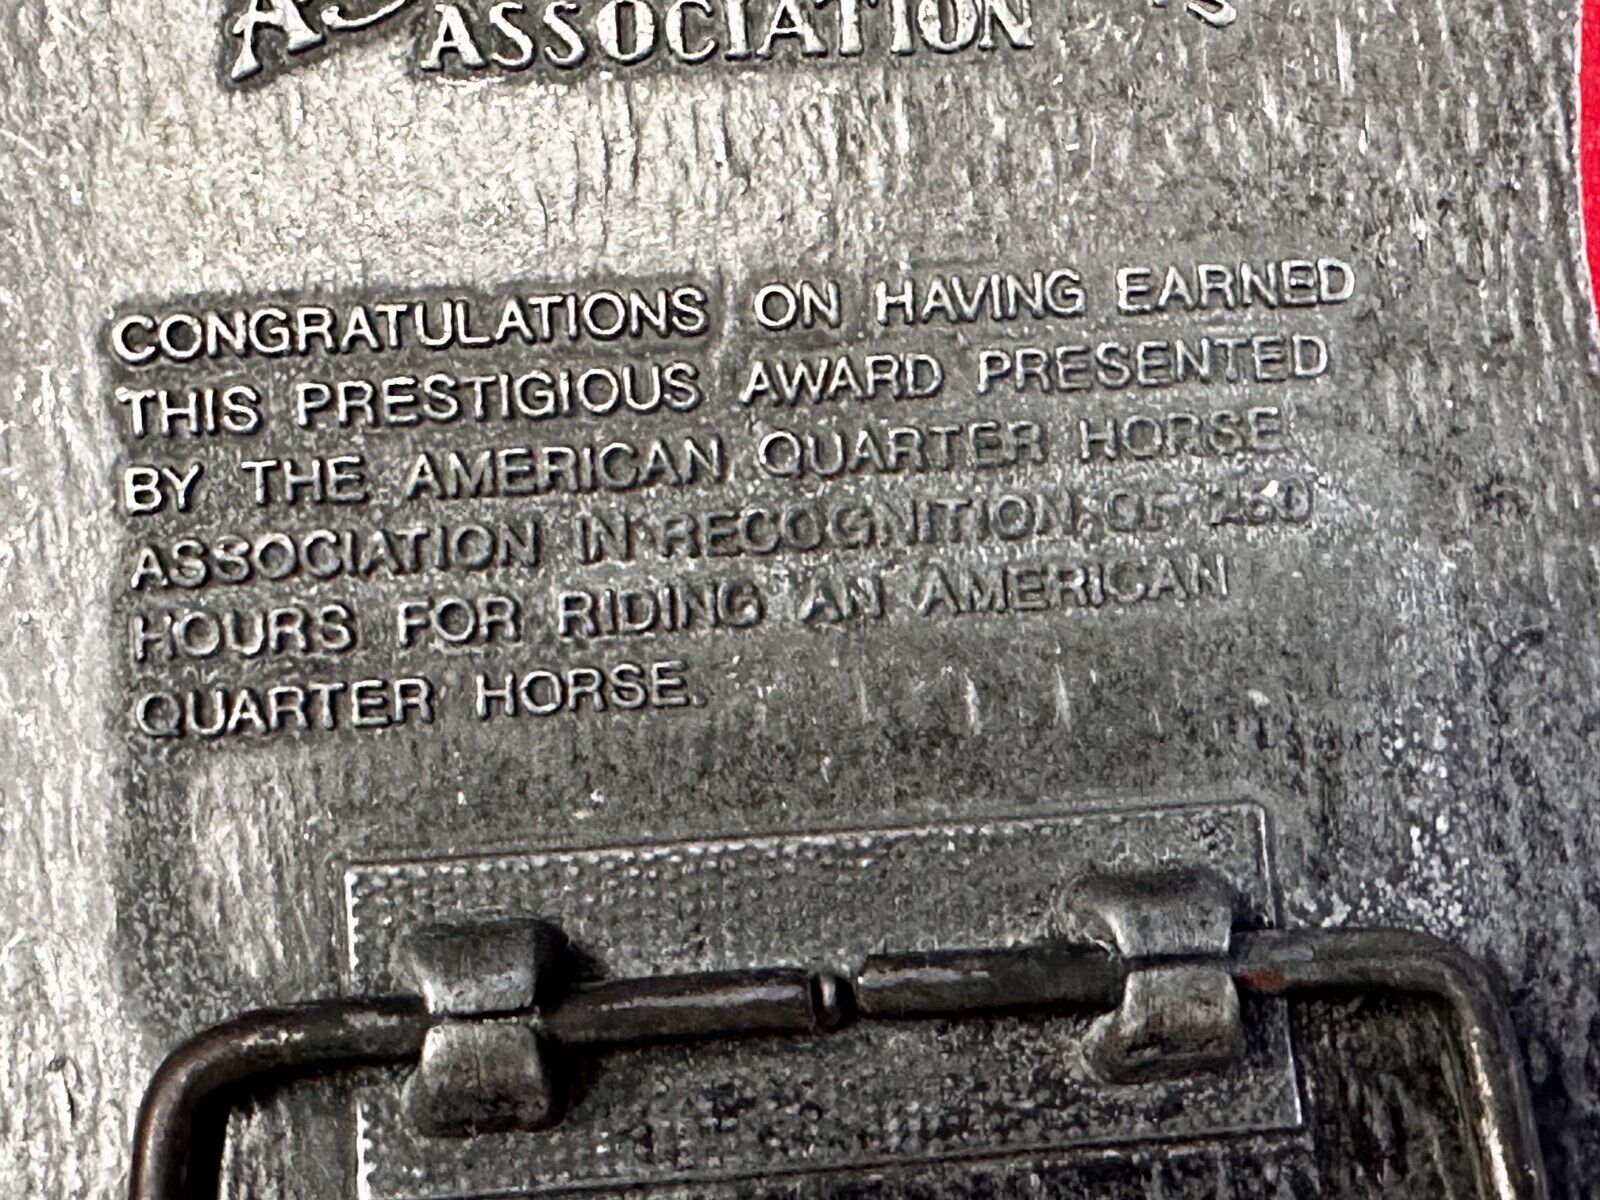 ASSOCIATION
CONGRATULATIONS ON HAVING EARNED
THIS PRESTIGIOUS AWARD PRESENTED
BY THE AMERICAN QUARTER HORSE
ASSOCIATION IN RECOGNITION OF
HOURS FOR RIDING AN AMERICAN
QUARTER HORSE.